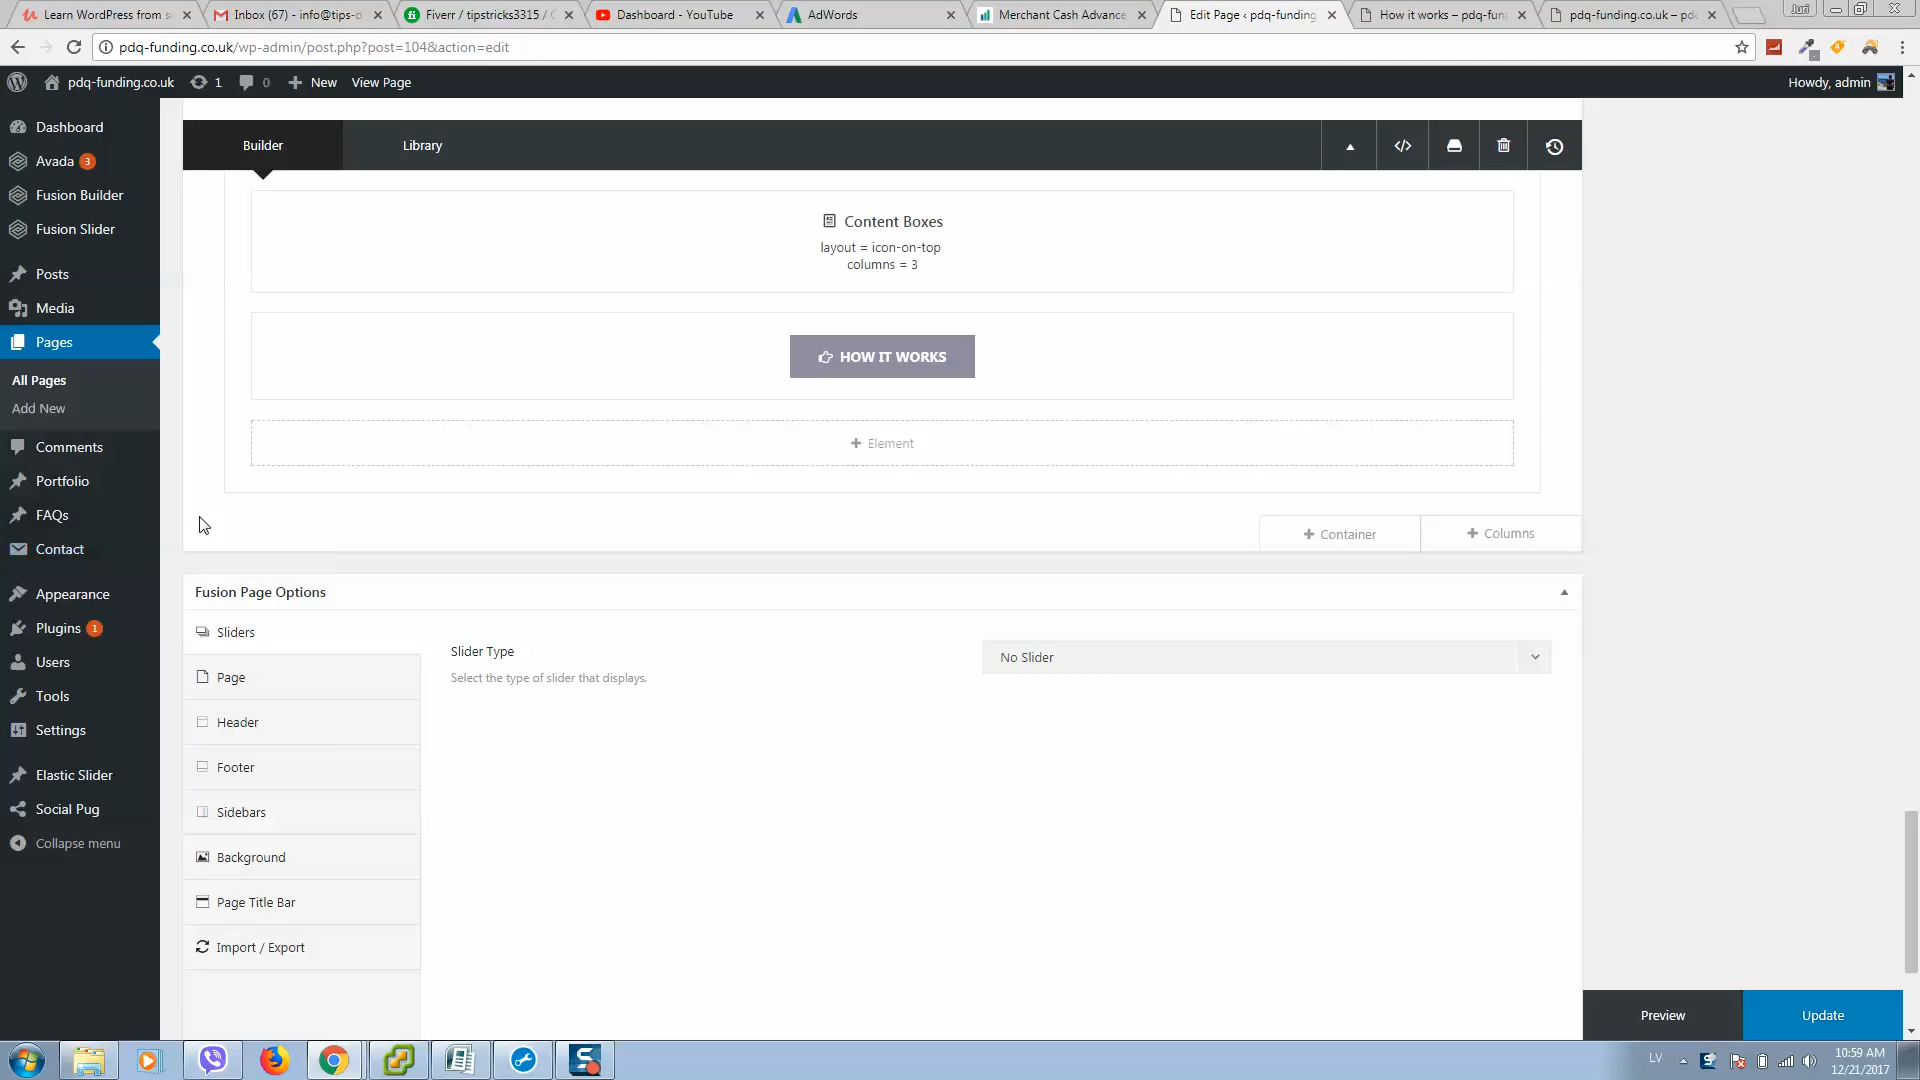 Learn WordPress from s
Inbox (67) - info@tips-d
Fiverr / tipstricks3315 / C
Dashboard - YouTube
AdWords
Merchant Cash Advance
Edit Page ‹ pdq-funding
How it works – pdq-fun
pdq-funding.co.uk – pd
Juri
pdq-funding.co.uk/wp-admin/post.php?post=104&action=edit
pdq-funding.co.uk
1
0
New
View Page
Howdy, admin
Dashboard
Avada 3
Fusion Builder
Fusion Slider
Posts
Media
Pages
All Pages
Add New
Comments
Portfolio
FAQs
Contact
Appearance
Plugins 1
Users
Tools
Settings
Elastic Slider
Social Pug
Collapse menu
Builder
Library
Content Boxes
layout = icon-on-top
columns = 3
HOW IT WORKS
+ Element
+ Container
+ Columns
Fusion Page Options
Sliders
Page
Header
Footer
Sidebars
Background
Page Title Bar
Import / Export
Slider Type
Select the type of slider that displays.
No Slider
Preview
Update
LV
10:59 AM
12/21/2017